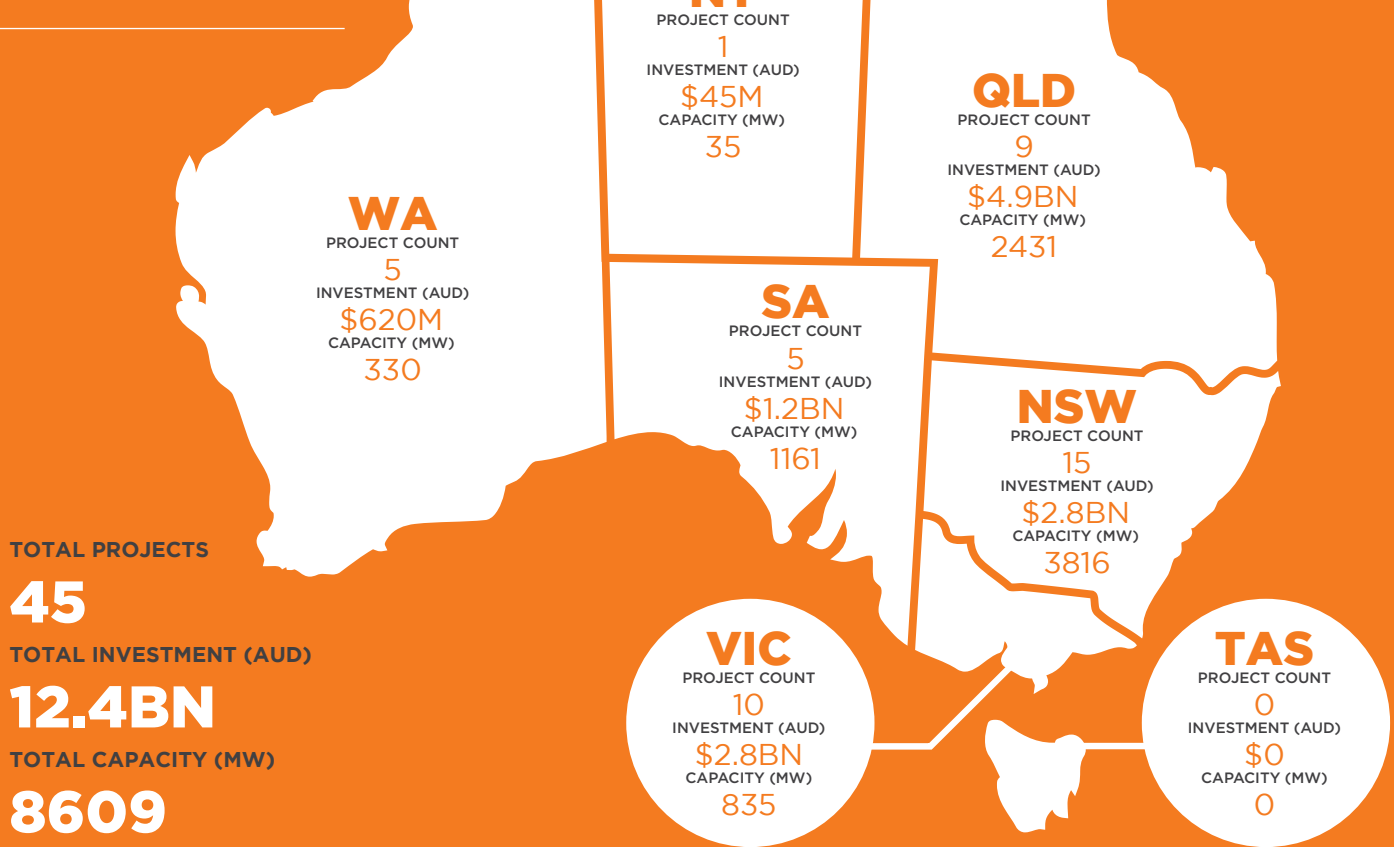 PROJECT COUNT
1
INVESTMENT (AUD)
$45M
CAPACITY (MW)
35
QLD
PROJECT COUNT
9
INVESTMENT (AUD)
$4.9BN
CAPACITY (MW)
2431
WA
PROJECT COUNT
5
INVESTMENT (AUD)
$620M
CAPACITY (MW)
330
SA
PROJECT COUNT
5
INVESTMENT (AUD)
$1.2BN
CAPACITY (MW)
1161
NSW
PROJECT COUNT
15
INVESTMENT (AUD)
$2.8BN
CAPACITY (MW)
3816
TOTAL PROJECTS
45
TOTAL INVESTMENT (AUD)
12.4BN
TOTAL CAPACITY (MW)
8609
VIC
PROJECT COUNT
10
INVESTMENT (AUD)
$2.8BN
CAPACITY (MW)
835
TAS
PROJECT COUNT
0
INVESTMENT (AUD)
$0
CAPACITY (MW)
0